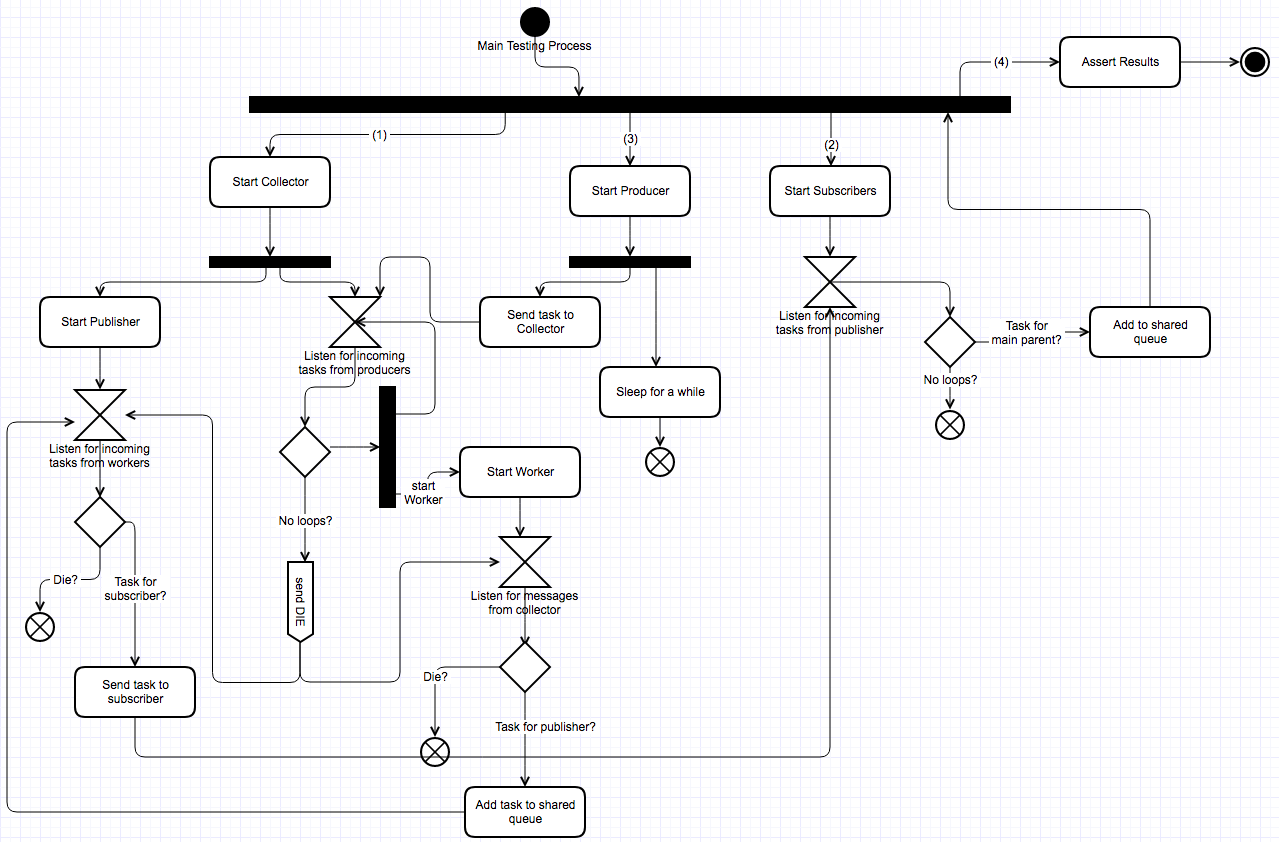 Main Testing Process
(4)
Assert Results
(1)
(3)
(2)
Start Collector
Start Producer
Start Subscribers
Start Publisher
Send task to
Collector
Listen for incoming
tasks from publisher
Task for
main parent?
Add to shared
queue
Listen for incoming
tasks from producers
No loops?
Sleep for a while
Listen for incoming
tasks from workers
start
Worker
Start Worker
No loops?
send DIE
Die?
Task for
subscriber?
Listen for messages
from collector
Send task to
subscriber
Die?
Task for publisher?
Add task to shared
queue